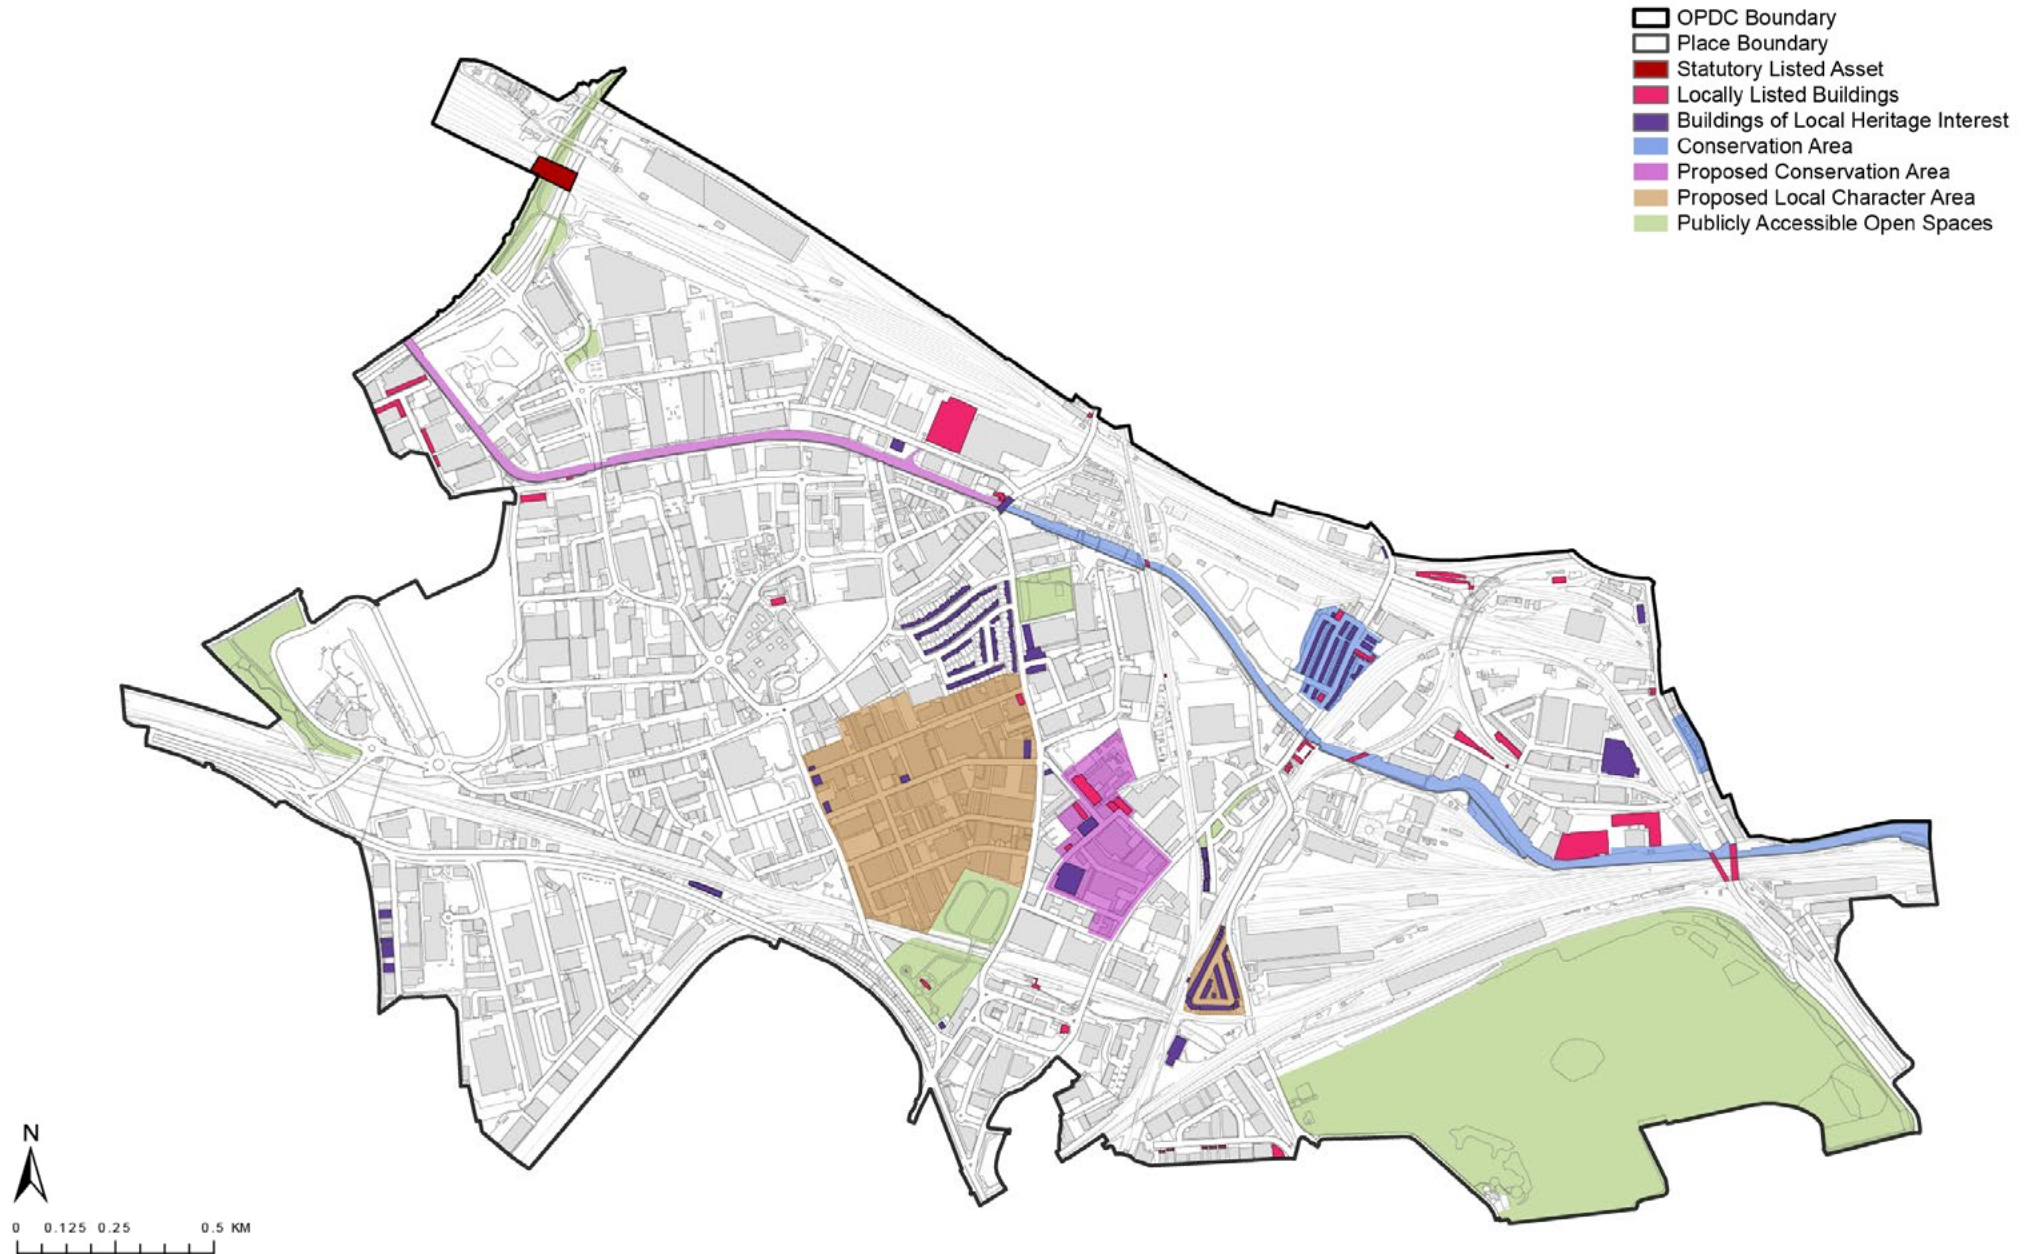 OPDC Boundary
Place Boundary
Statutory Listed Asset
Locally Listed Buildings
Buildings of Local Heritage Interest
Conservation Area
Proposed Conservation Area
Proposed Local Character Area
Publicly Accessible Open Spaces
N
0 0.125 0.25 0.5 KM